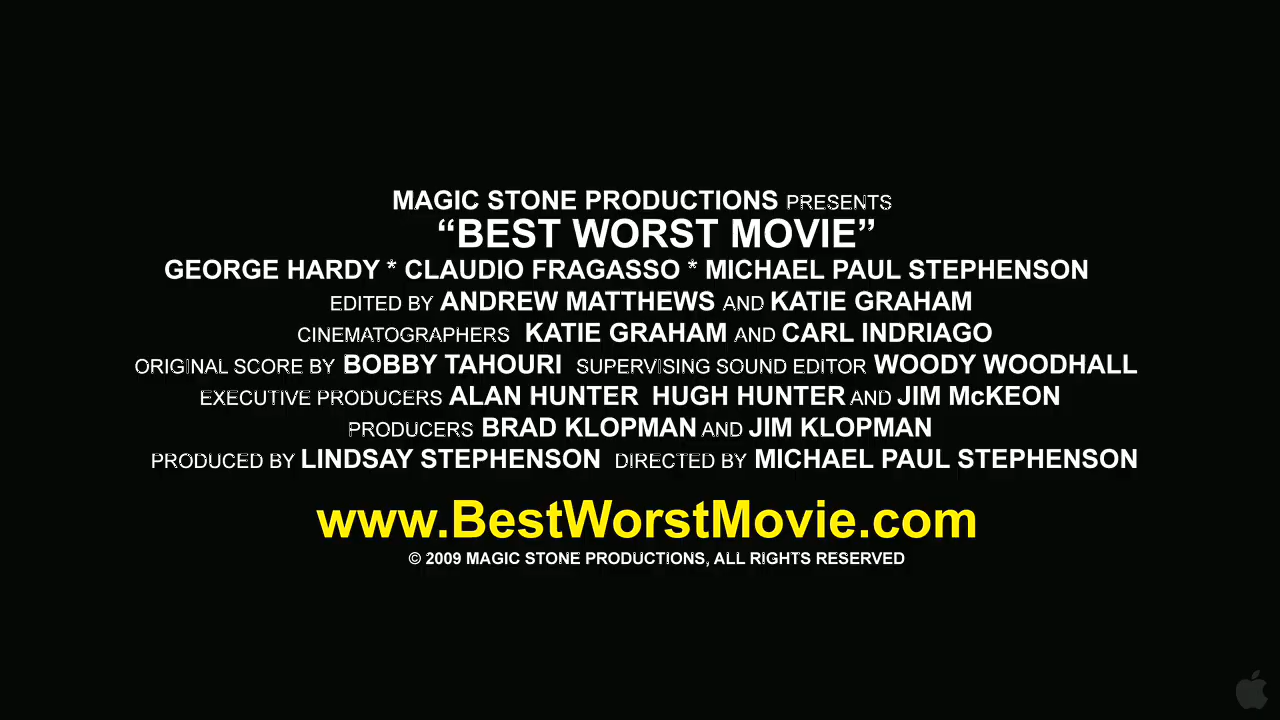 MAGIC STONE PRODUCTIONS PRESENTS
“BEST WORST MOVIE”
GEORGE HARDY * CLAUDIO FRAGASSO * MICHAEL PAUL STEPHENSON
EDITED BY ANDREW MATTHEWS AND KATIE GRAHAM
CINEMATOGRAPHERS KATIE GRAHAM AND CARL INDRIAGO
ORIGINAL SCORE BY BOBBY TAHOURI SUPERVISING SOUND EDITOR WOODY WOODHALL
EXECUTIVE PRODUCERS ALAN HUNTER HUGH HUNTER AND JIM McKEON
PRODUCERS BRAD KLOPMAN AND JIM KLOPMAN
PRODUCED BY LINDSAY STEPHENSON DIRECTED BY MICHAEL PAUL STEPHENSON
www.BestWorstMovie.com
© 2009 MAGIC STONE PRODUCTIONS, ALL RIGHTS RESERVED